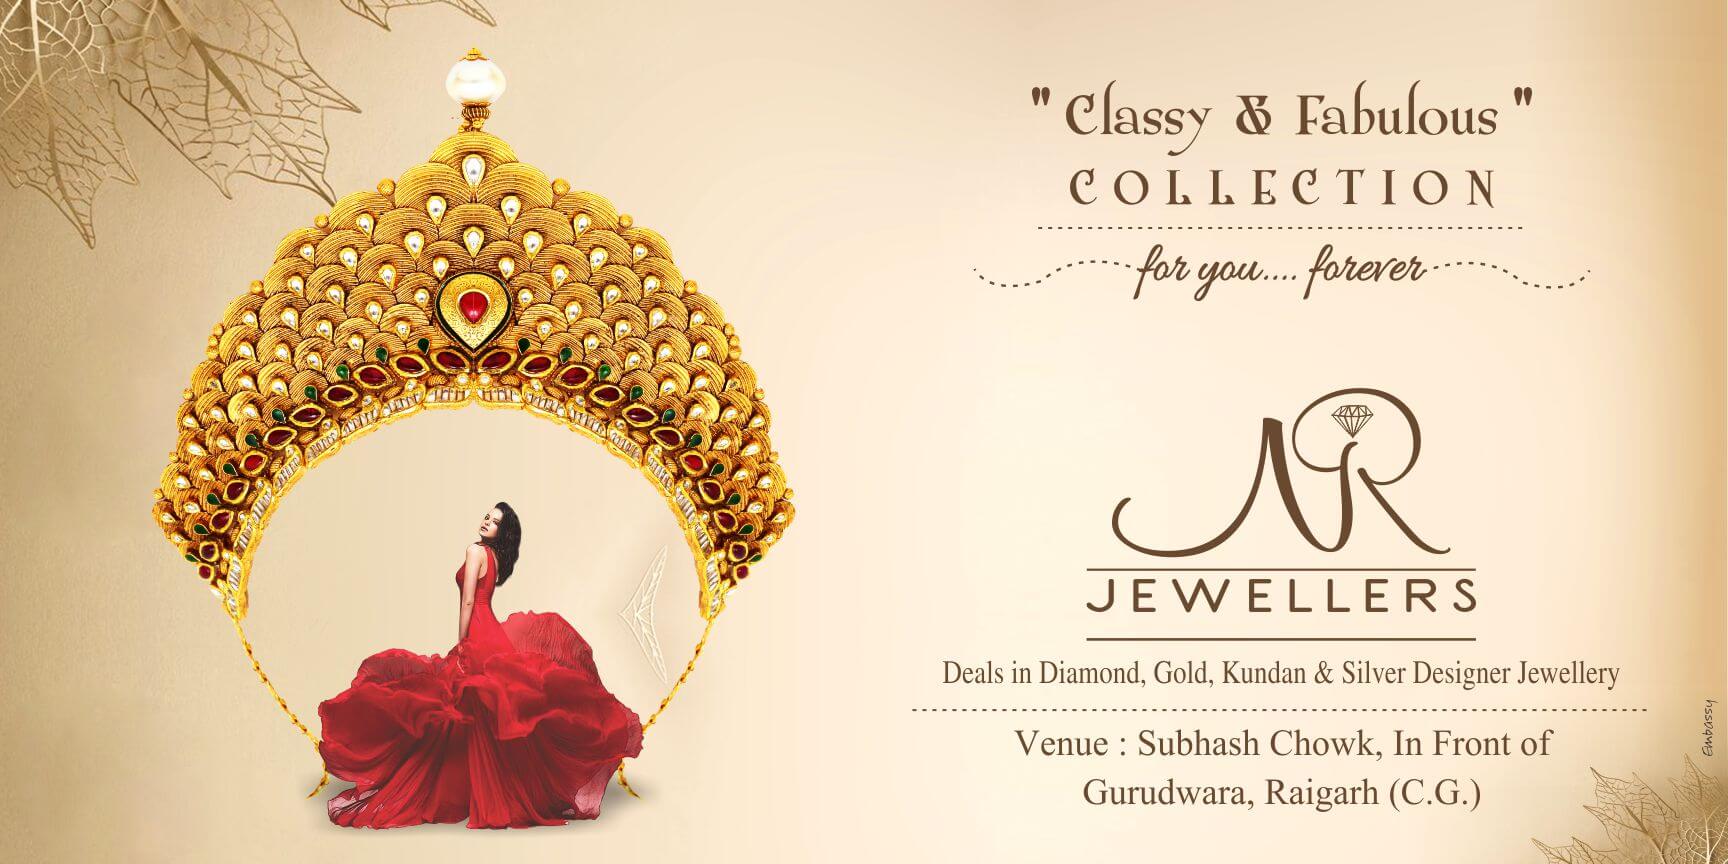 " Classy & Fabulous "
COLLECTION
for you.... forever
NR
JEWELLERS
Deals in Diamond, Gold, Kundan & Silver Designer Jewellery
Venue : Subhash Chowk, In Front of
Gurudwara, Raigarh (C.G.)
Embassy